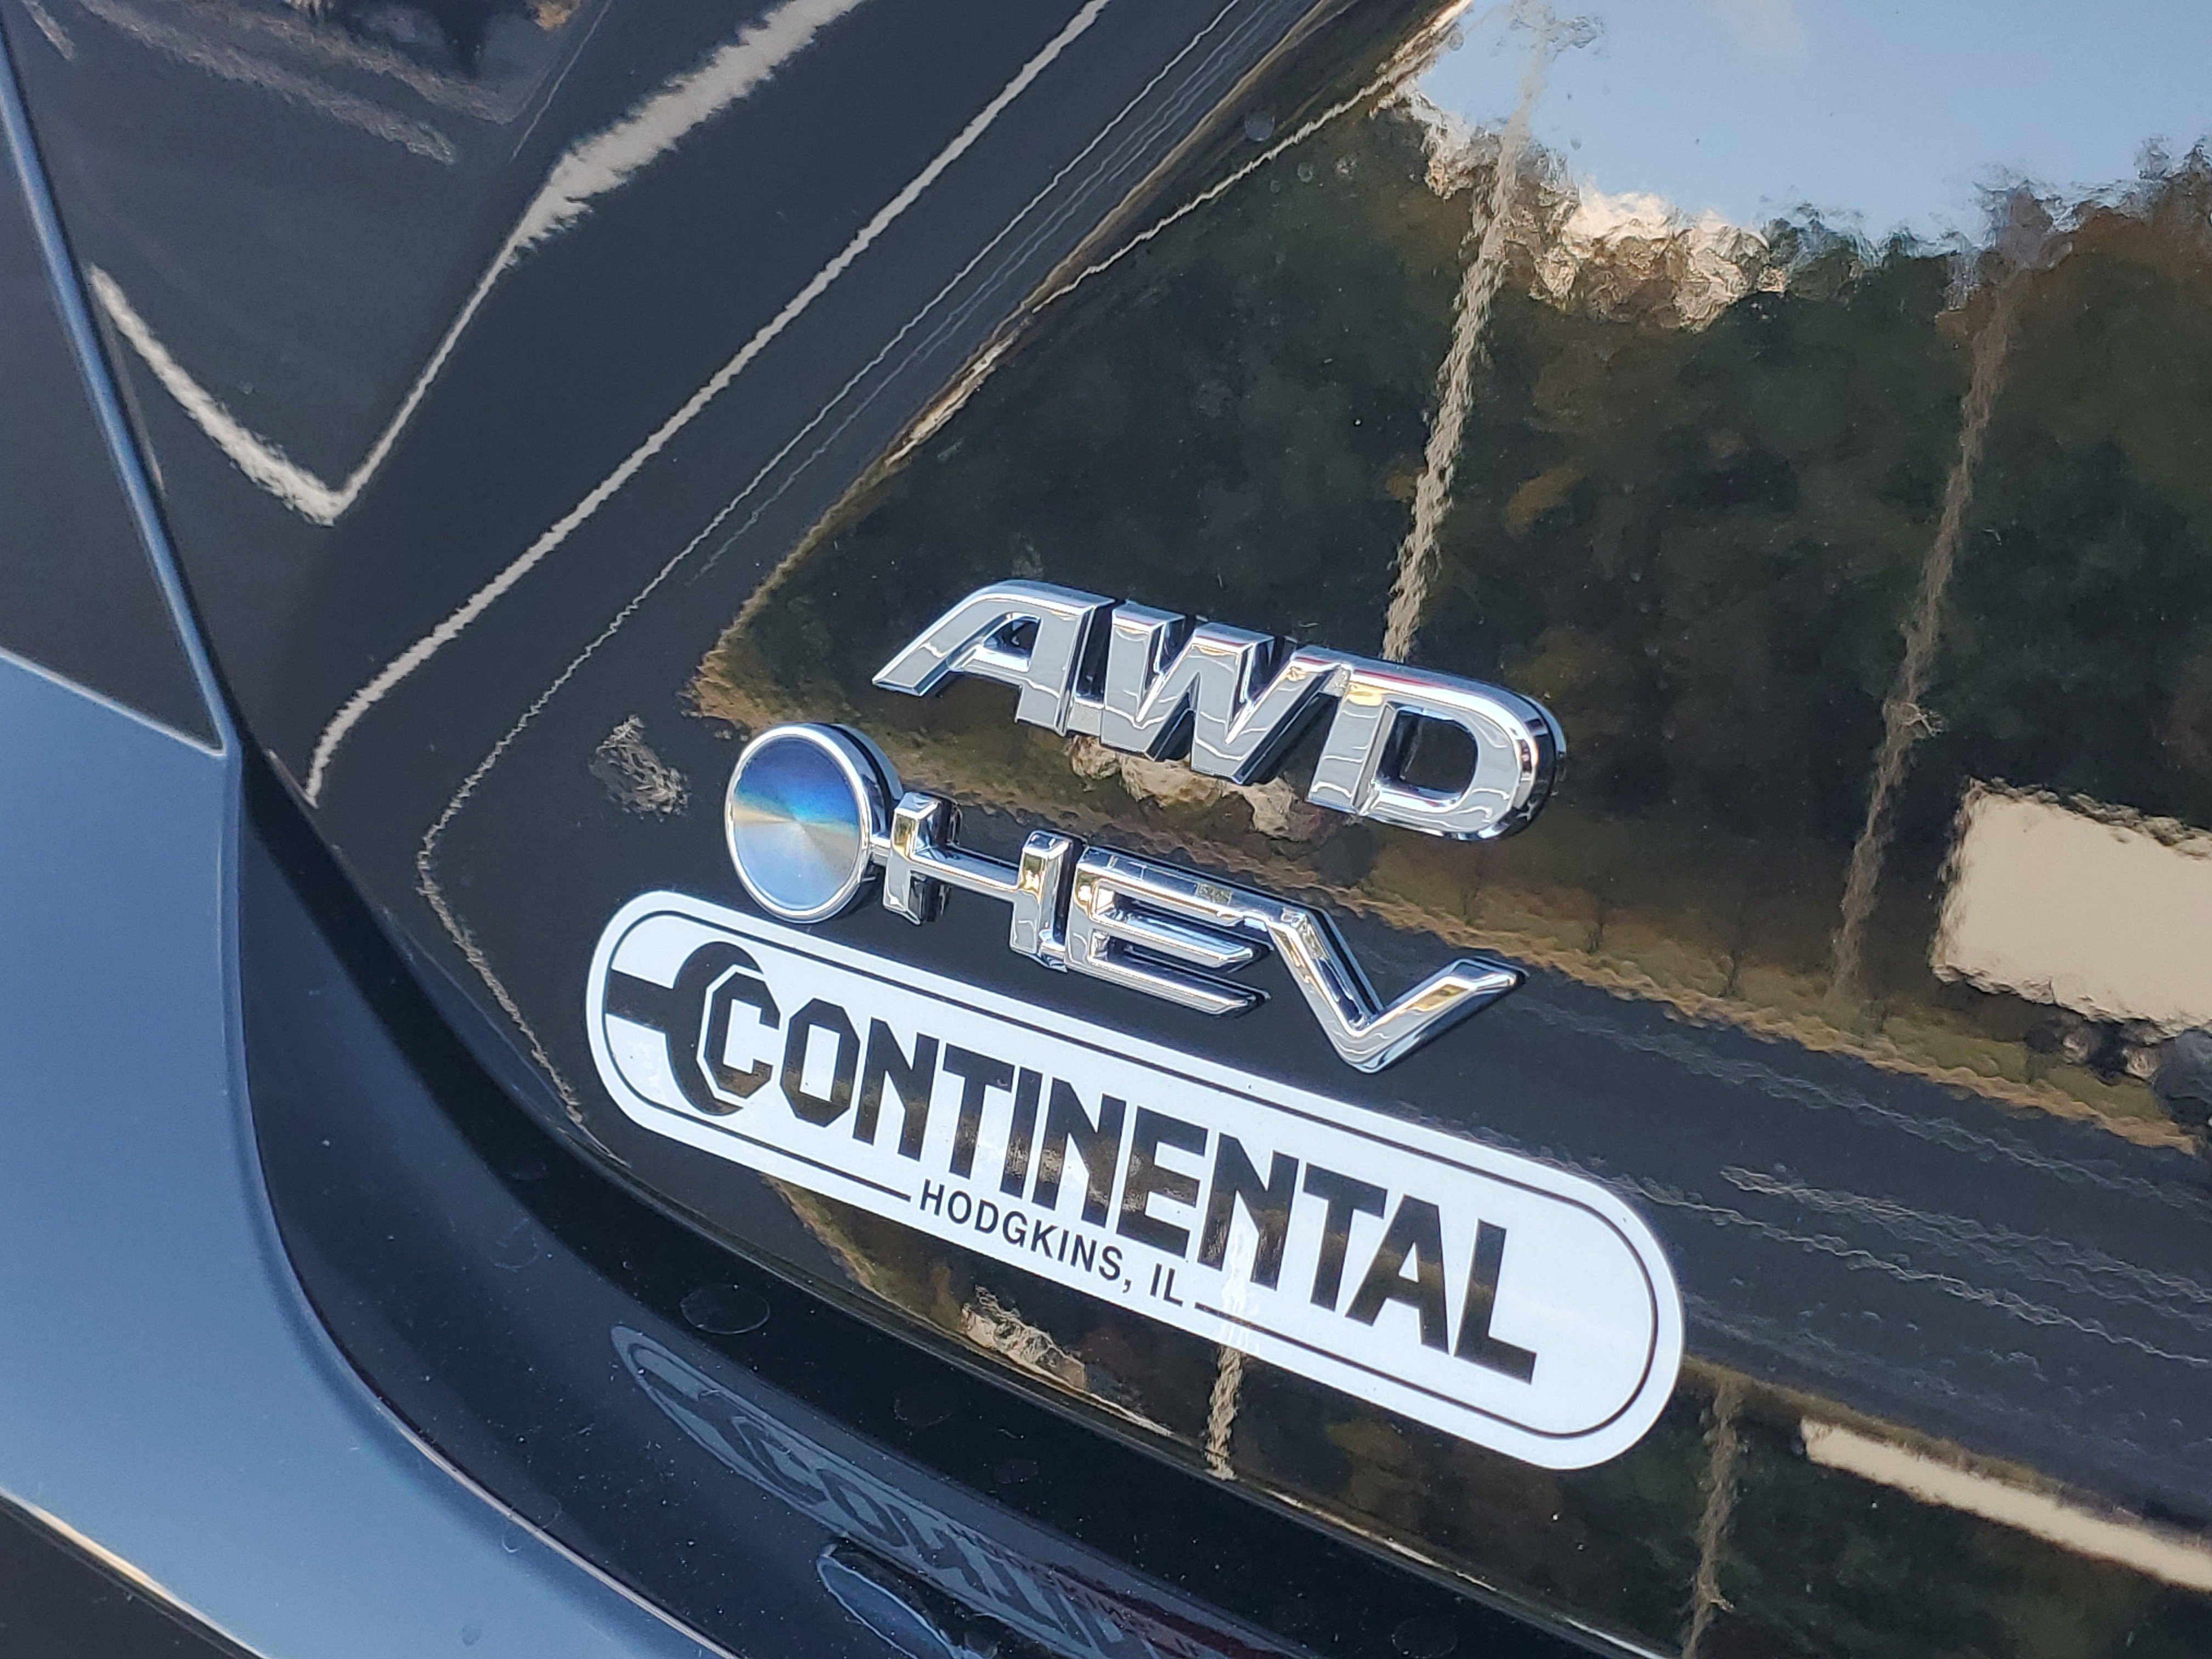 AWD
HEV
CONTINENTAL
HODGKINS, IL